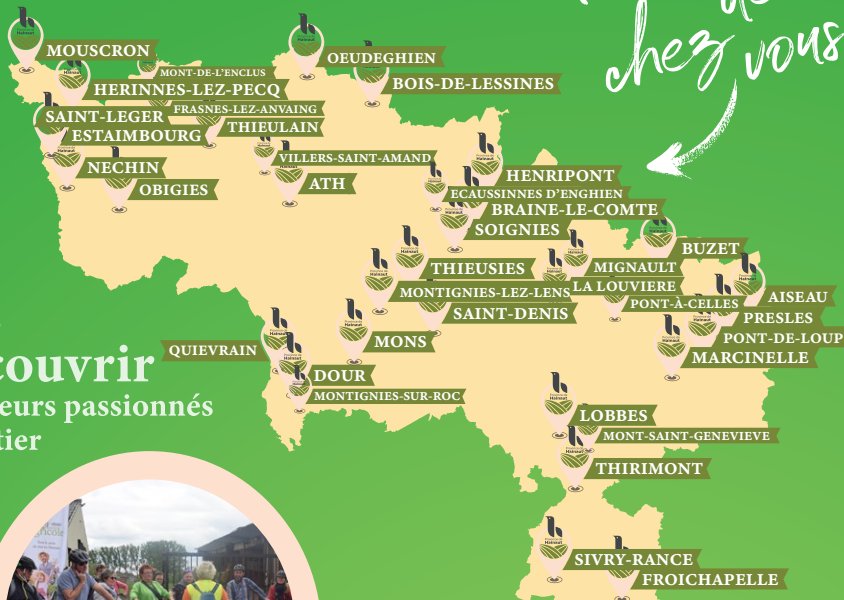 chez vous
MOUSCRON
OEUDEGHIEN
MONT-DE-L'ENCLUS
BOIS-DE-LESSINES
HERINNES-LEZ-PECQ
FRASNES-LEZ-ANVAING
SAINT-LEGER
THIEULAIN
ESTAIMBOURG
VILLERS-SAINT-AMAND
NECHIN
HENRIPONT
ATH
OBIGIES
ECAUSSINNES D'ENGHIEN
BRAINE-LE-COMTE
SOIGNIES
BUZET
THIEUSIES
MIGNAULT
LA LOUVIERE
MONTIGNIES-LEZ-LENS
AISEAU
PONT-À-CELLES
SAINT-DENIS
PRESLES
PONT-DE-LOUP
MONS
QUIEVRAIN
MARCINELLE
couvrir
DOUR
MONTIGNIES-SUR-ROC
eurs passionnés
LOBBES
MONT-SAINT-GENEVIEVE
tier
THIRIMONT
SIVRY-RANCE
FROICHAPELLE